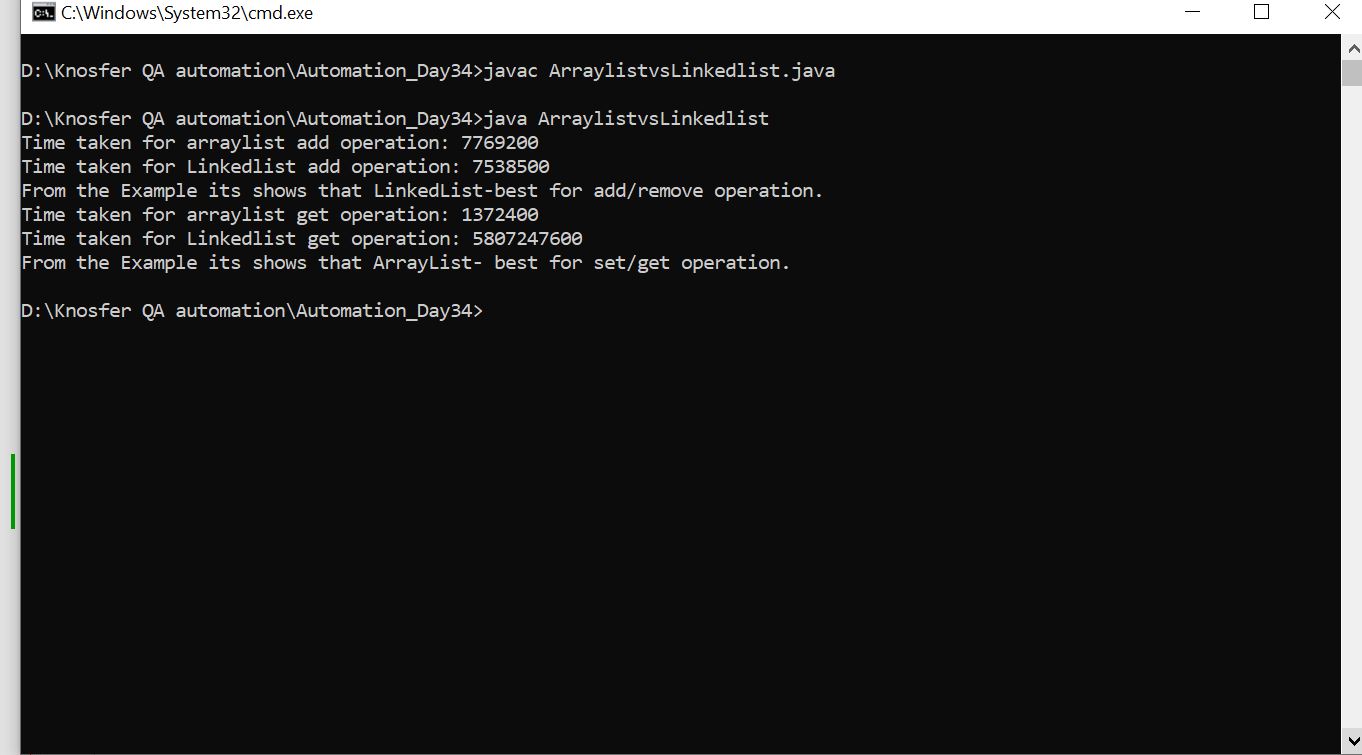 C:\Windows\System32\cmd.exe
D:\Knosfer QA automation\Automation_Day34>javac ArraylistvsLinkedlist.java
D:\Knosfer QA automation\Automation_Day34>java ArraylistvsLinkedlist
Time taken for arraylist add operation: 7769200
Time taken for Linkedlist add operation: 7538500
From the Example its shows that LinkedList-best for add/remove operation.
Time taken for arraylist get operation: 1372400
Time taken for Linkedlist get operation: 5807247600
From the Example its shows that ArrayList- best for set/get operation.
D:\Knosfer QA automation\Automation_Day34>